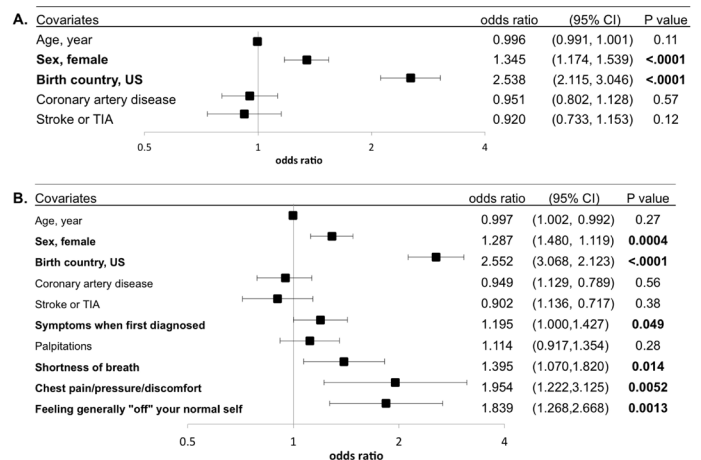 A. Covariates odds ratio (95% CI) P value
Age, year 0.996 (0.991, 1.001) 0.11
Sex, female 1.345 (1.174, 1.539) <.0001
Birth country, US 2.538 (2.115, 3.046) <.0001
Coronary artery disease 0.951 (0.802, 1.128) 0.57
Stroke or TIA 0.920 (0.733, 1.153) 0.12
0.5 1 2 4
odds ratio
B. Covariates odds ratio (95% CI) P value
Age, year 0.997 (1.002, 0.992) 0.27
Sex, female 1.287 (1.480, 1.119) 0.0004
Birth country, US 2.552 (3.068, 2.123) <.0001
Coronary artery disease 0.949 (1.129, 0.789) 0.56
Stroke or TIA 0.902 (1.136, 0.717) 0.38
Symptoms when first diagnosed 1.195 (1.000,1.427) 0.049
Palpitations 1.114 (0.917,1.354) 0.28
Shortness of breath 1.395 (1.070,1.820) 0.014
Chest pain/pressure/discomfort 1.954 (1.222,3.125) 0.0052
Feeling generally "off" your normal self 1.839 (1.268,2.668) 0.0013
0.5 1 2 4
odds ratio